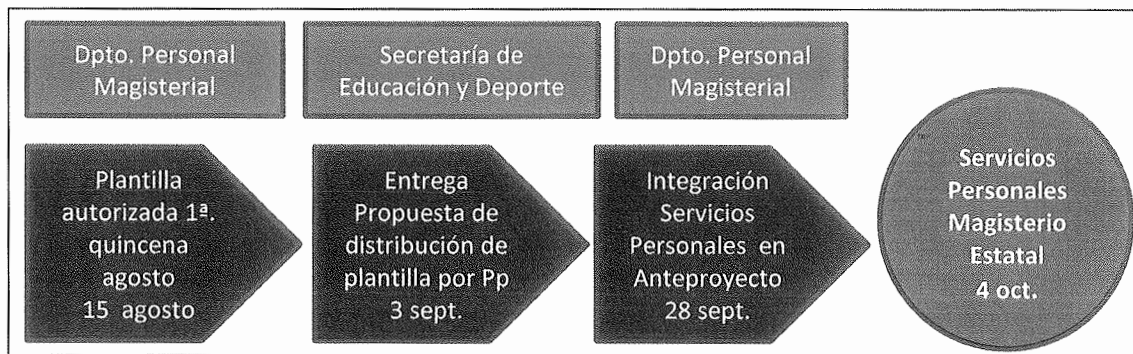 Dpto. Personal
Magisterial
Secretaría de
Educación y Deporte
Dpto. Personal
Magisterial
Plantilla
autorizada 1ª.
quincena
agosto
15 agosto
Entrega
Propuesta de
distribución de
plantilla por Pp
3 sept.
Integración
Servicios
Personales en
Anteproyecto
28 sept.
Servicios
Personales
Magisterio
Estatal
4 oct.